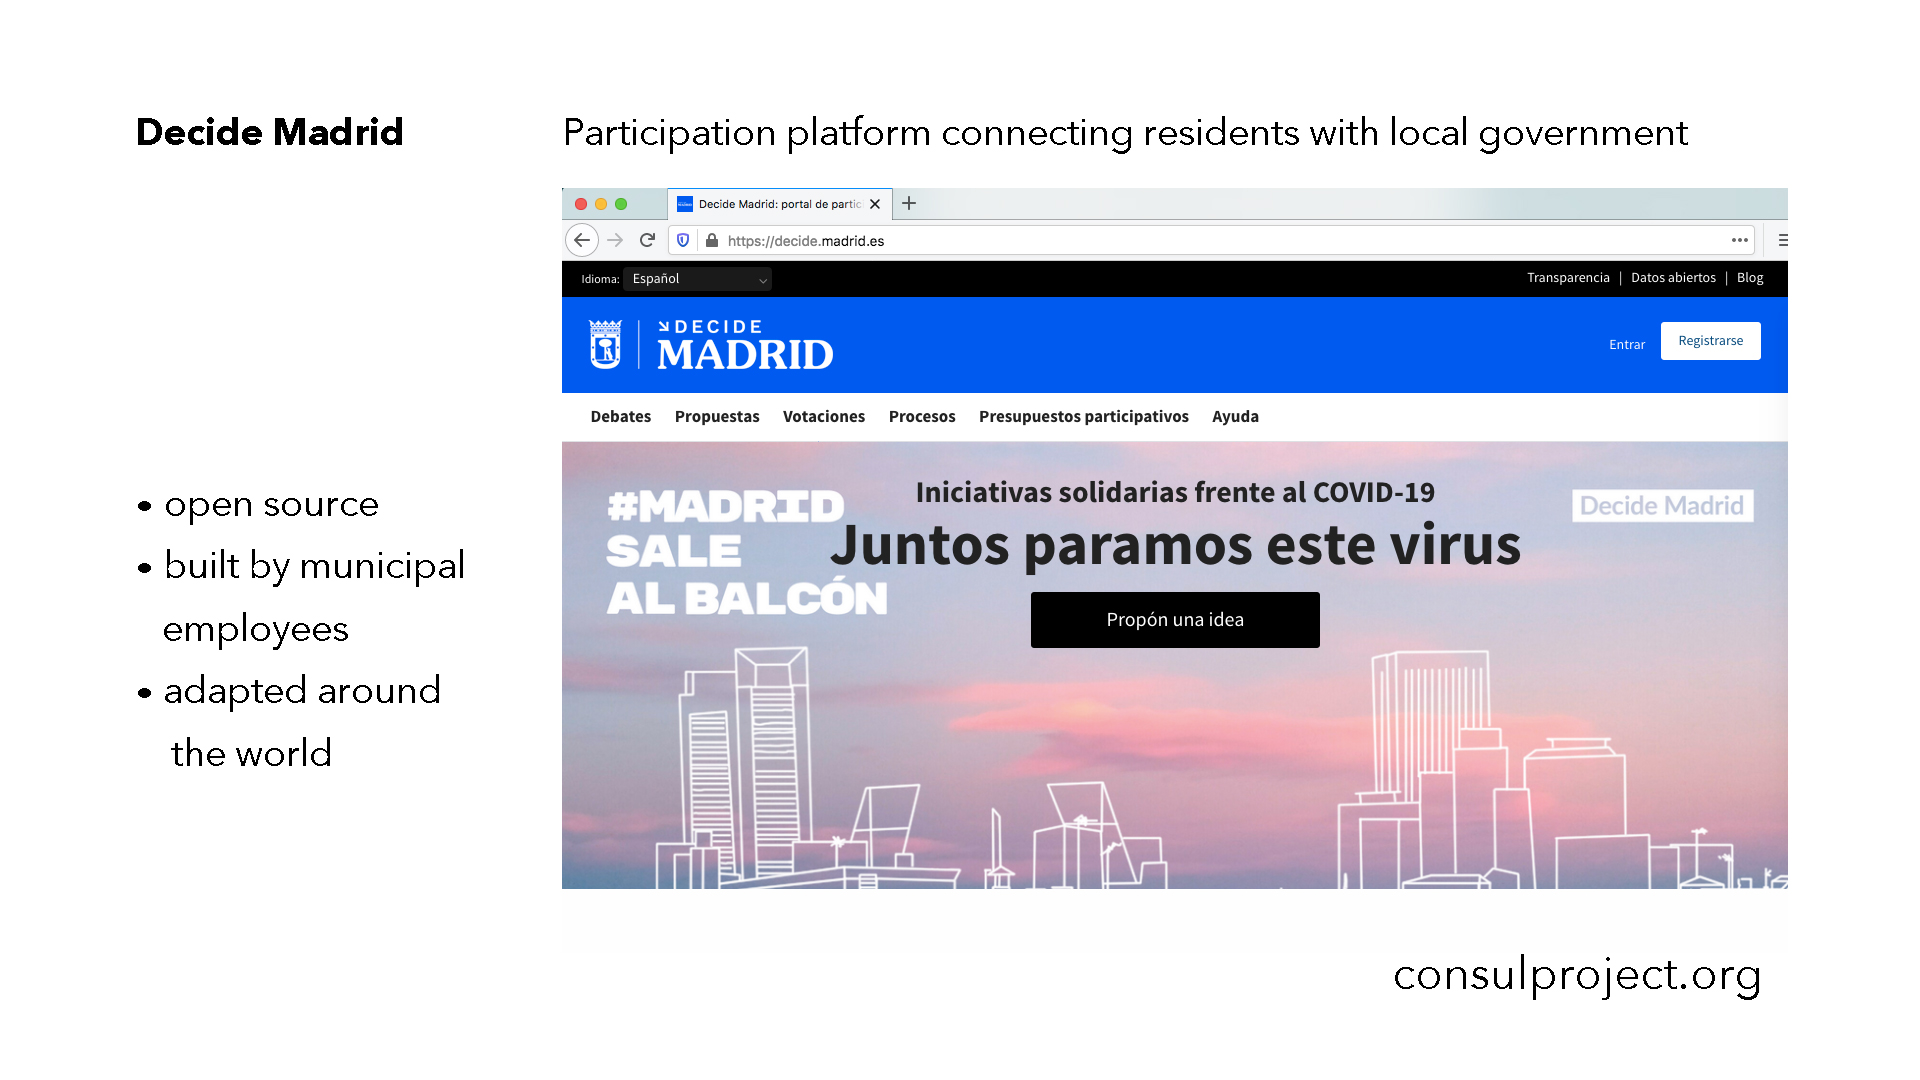 Decide Madrid
Participation platform connecting residents with local government
Decide Madrid: portal de partic
https://decide.madrid.es
Idioma: Español
Transparencia | Datos abiertos | Blog
DECIDE
MADRID
Entrar
Registrarse
Debates Propuestas Votaciones Procesos Presupuestos participativos Ayuda
#MADRID
SALE
AL BALCÓN
Iniciativas solidarias frente al COVID-19
Juntos paramos este virus
Propón una idea
Decide Madrid
• open source
• built by municipal
employees
• adapted around
the world
consulproject.org